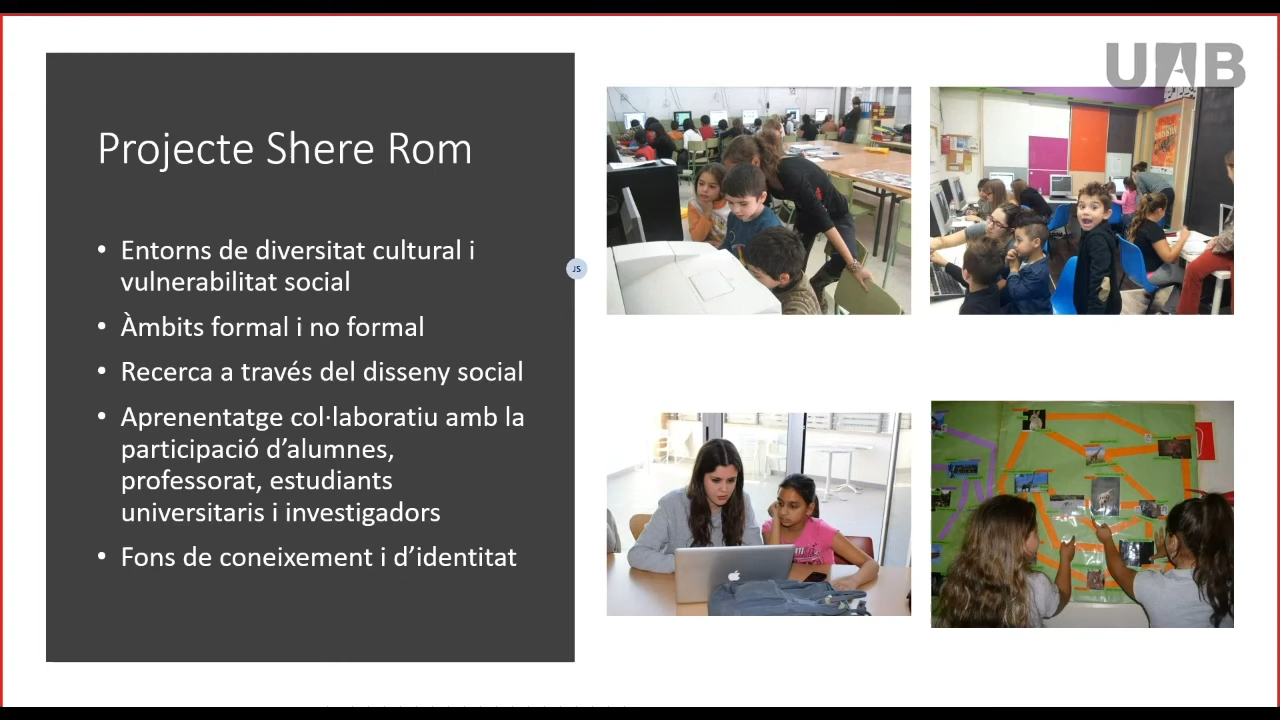 UAB
Projecte Shere Rom
• Entorns de diversitat cultural i
vulnerabilitat social
JS
• Àmbits formal i no formal
• Recerca a través del disseny social
• Aprenentatge col·laboratiu amb la
participació d’alumnes,
professorat, estudiants
universitaris i investigadors
• Fons de coneixement i d’identitat